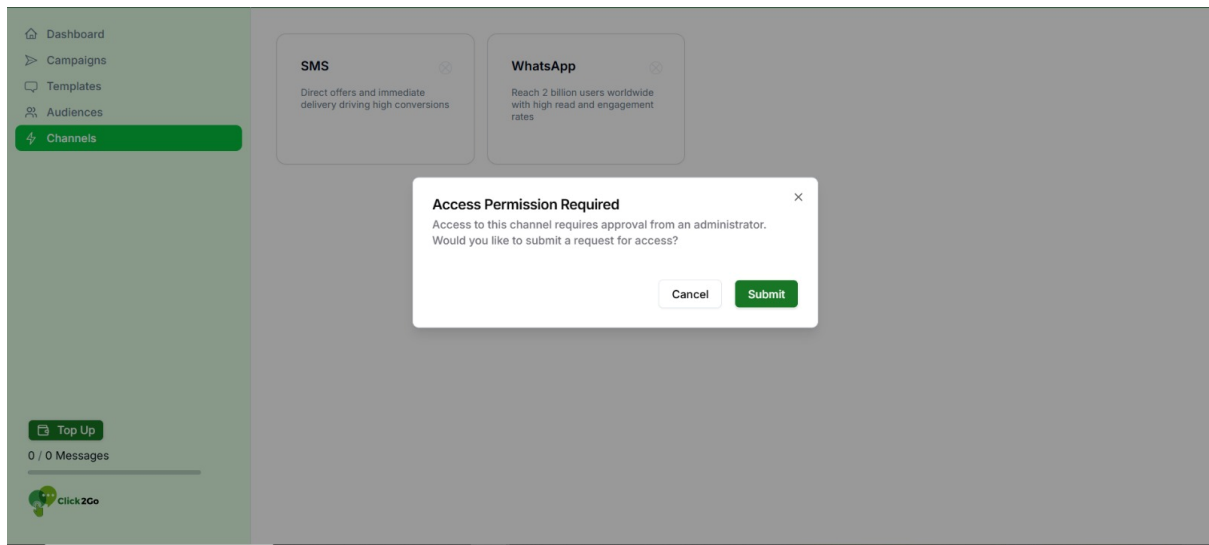 Dashboard
Campaigns
Templates
Audiences
Channels
SMS
Direct offers and immediate
delivery driving high conversions
WhatsApp
Reach 2 billion users worldwide
with high read and engagement
rates
Access Permission Required
Access to this channel requires approval from an administrator.
Would you like to submit a request for access?
Cancel
Submit
Top Up
0 / 0 Messages
Click2Go